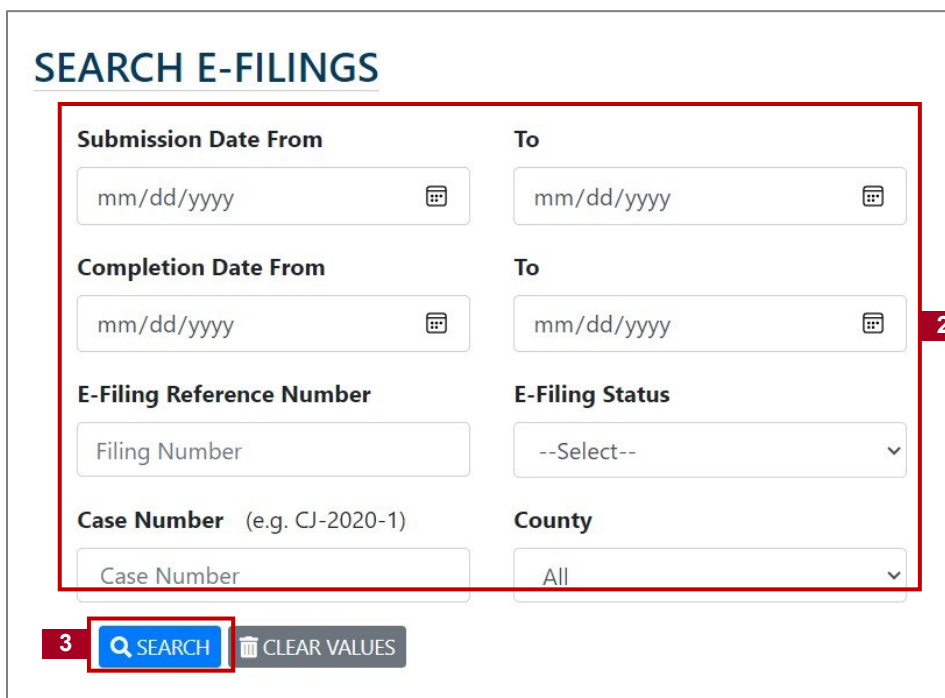 SEARCH E-FILINGS
Submission Date From To
mm/dd/yyyy mm/dd/yyyy
Completion Date From To
mm/dd/yyyy mm/dd/yyyy
2
E-Filing Reference Number E-Filing Status
Filing Number --Select--
Case Number (e.g. CJ-2020-1) County
Case Number All
3 SEARCH CLEAR VALUES